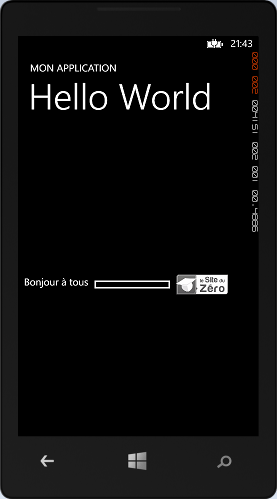 21:43
MON APPLICATION
Hello World
Bonjour à tous
le Site du
Zéro